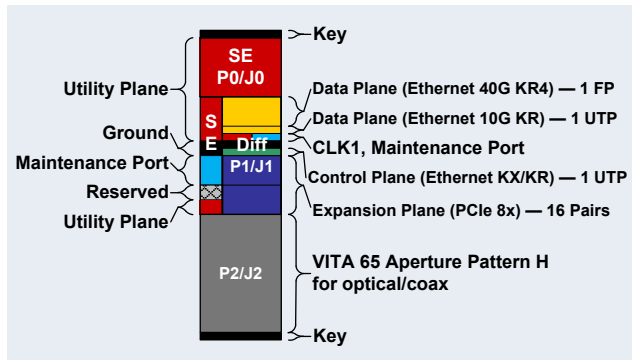 Key
SE
P0/J0
Utility Plane
Data Plane (Ethernet 40G KR4) — 1 FP
S
E
Data Plane (Ethernet 10G KR) — 1 UTP
Ground
Diff
CLK1, Maintenance Port
Maintenance Port
P1/J1
Control Plane (Ethernet KX/KR) — 1 UTP
Reserved
Expansion Plane (PCIe 8x) — 16 Pairs
Utility Plane
P2/J2
VITA 65 Aperture Pattern H
for optical/coax
Key